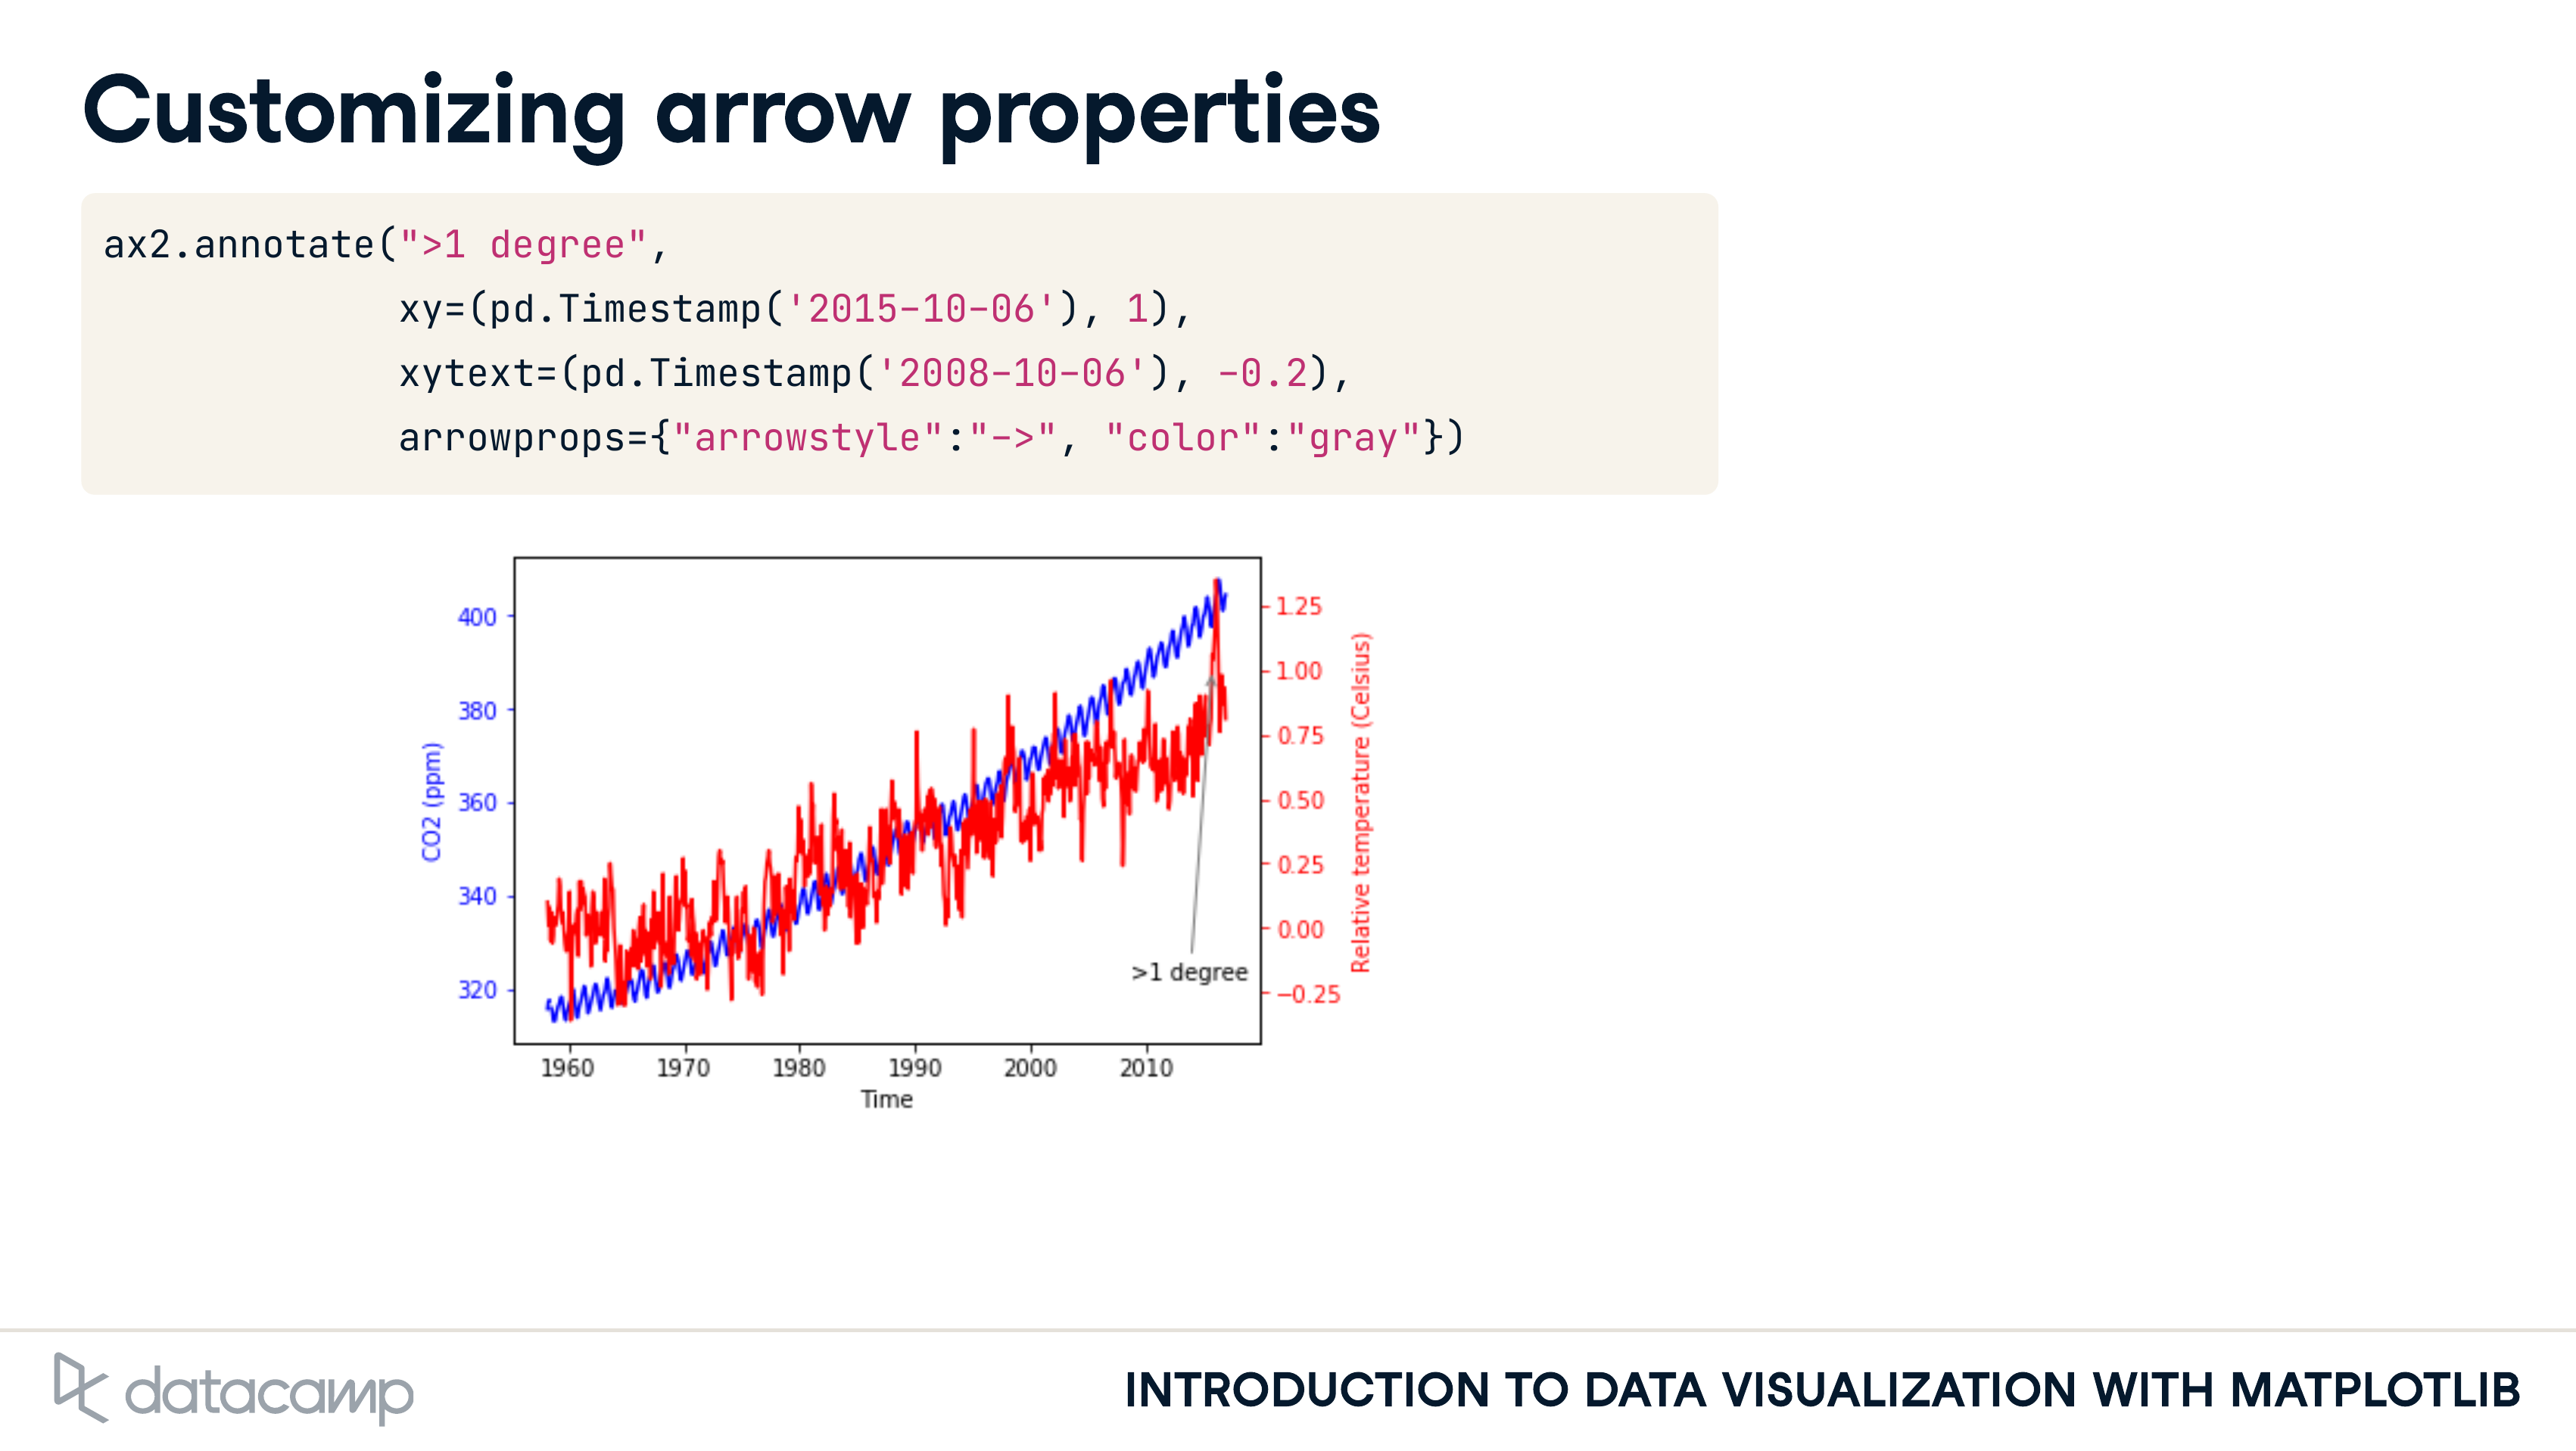 Customizing arrow properties
ax2.annotate(">1 degree",
xy=(pd.Timestamp('2015-10-06'), 1),
xytext=(pd.Timestamp('2008-10-06'), -0.2),
arrowprops={"arrowstyle":"->", "color":"gray"})
400
380
360
340
320
CO2 (ppm)
1.25
1.00
0.75
0.50
0.25
0.00
−0.25
Relative temperature (Celsius)
>1 degree
1960 1970 1980 1990 2000 2010
Time
datacamp
INTRODUCTION TO DATA VISUALIZATION WITH MATPLOTLIB